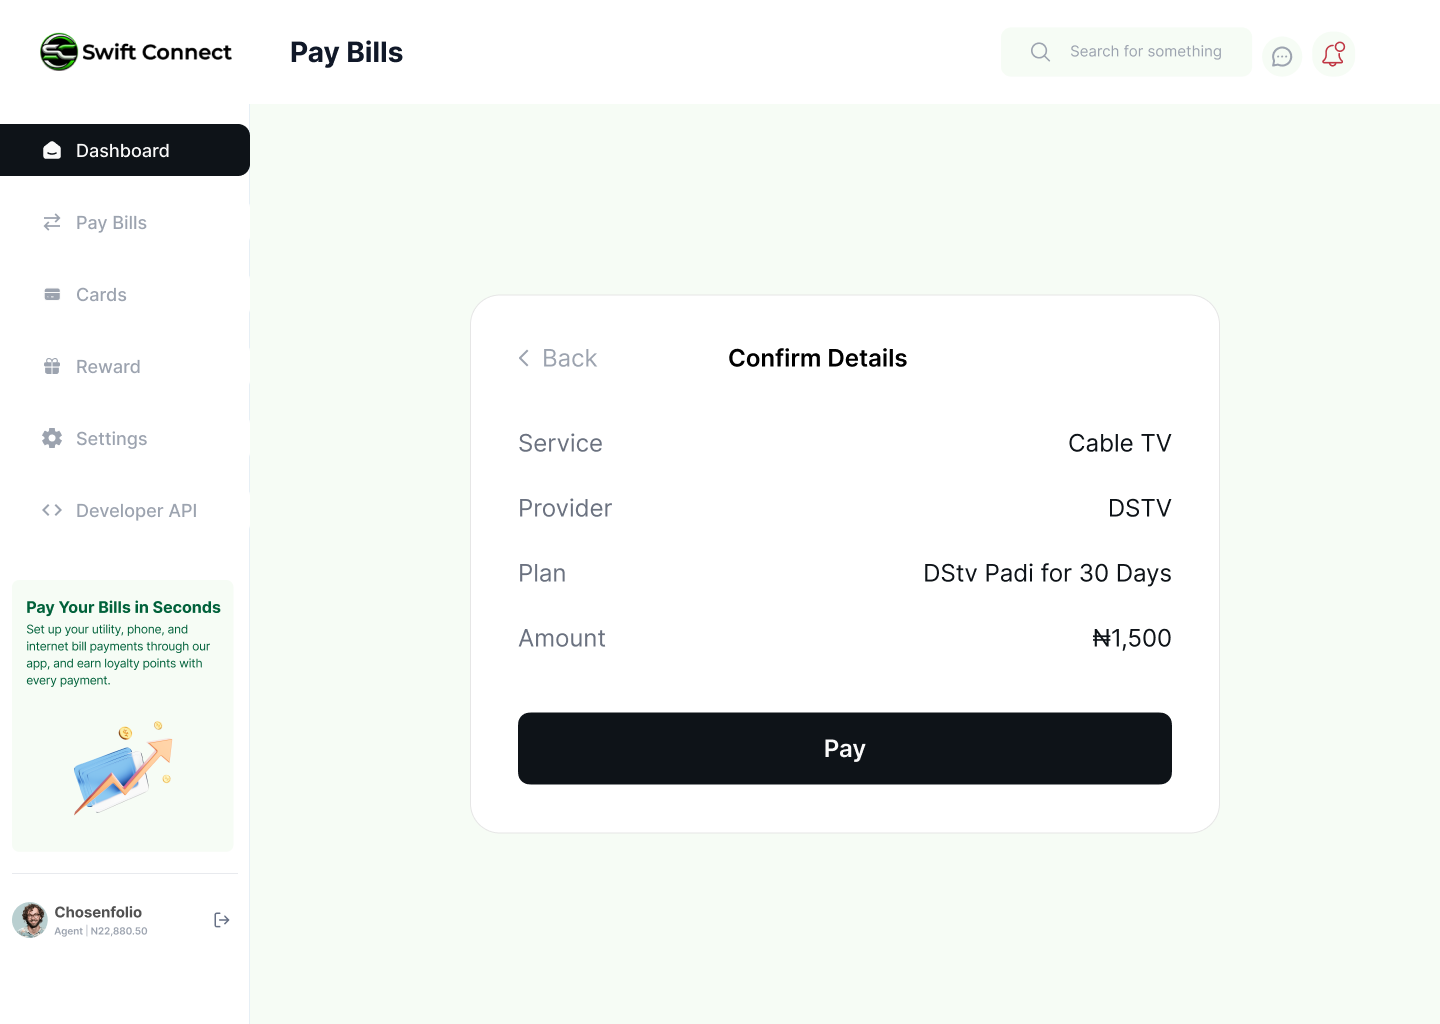 Swift Connect
Pay Bills
Search for something
Dashboard
Pay Bills
Cards
Reward
Settings
Developer API
Pay Your Bills in Seconds
Set up your utility, phone, and
internet bill payments through our
app, and earn loyalty points with
every payment.
Chosenfolio
Agent | N22,880.50
Back
Confirm Details
Service Cable TV
Provider DSTV
Plan DStv Padi for 30 Days
Amount ₦1,500
Pay